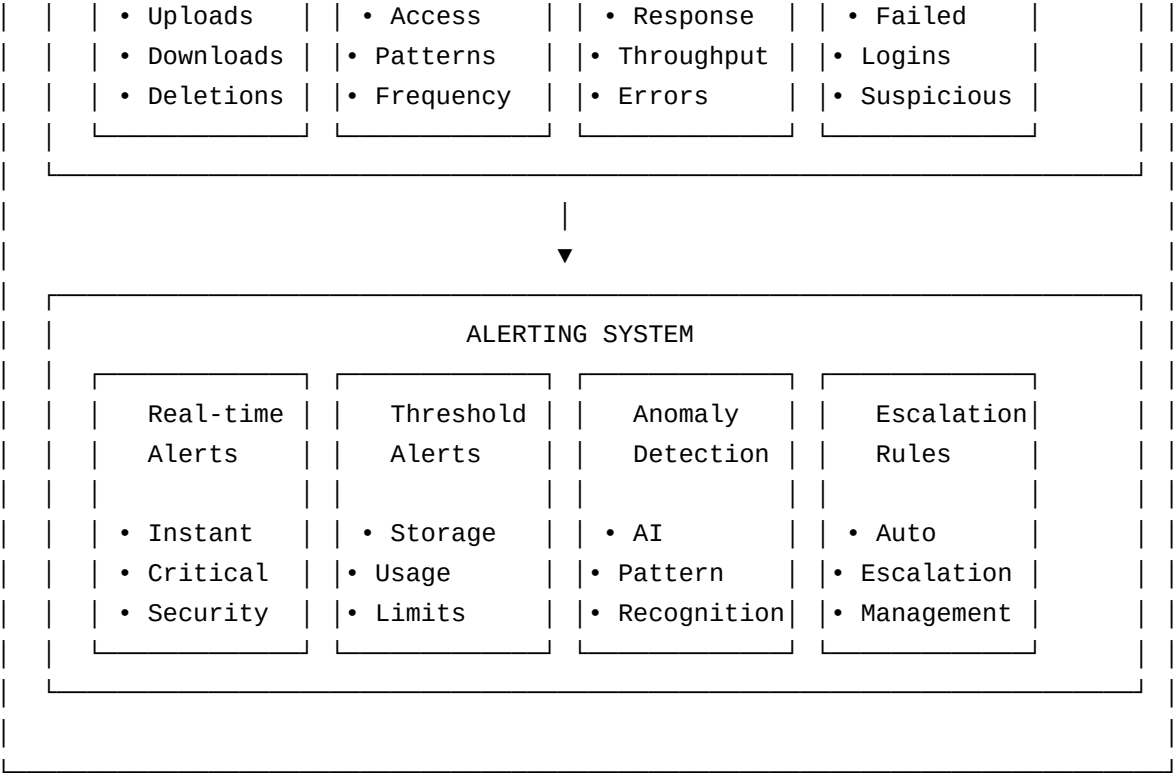 • Uploads • Access • Response • Failed
• Downloads • Patterns • Throughput • Logins
• Deletions • Frequency • Errors • Suspicious
▼
ALERTING SYSTEM
Real-time Threshold Anomaly Escalation
Alerts Alerts Detection Rules
• Instant • Storage • AI • Auto
• Critical • Usage • Pattern • Escalation
• Security • Limits • Recognition • Management